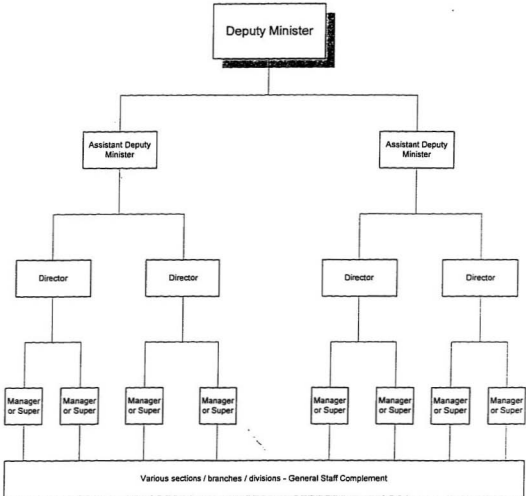 Deputy Minister
Assistant Deputy
Minister
Assistant Deputy
Minister
Director
Director
Director
Director
Manager
or Super
Manager
or Super
Manager
or Super
Manager
or Super
Manager
or Super
Manager
or Super
Manager
or Super
Manager
or Super
Various sections / branches / divisions - General Staff Complement